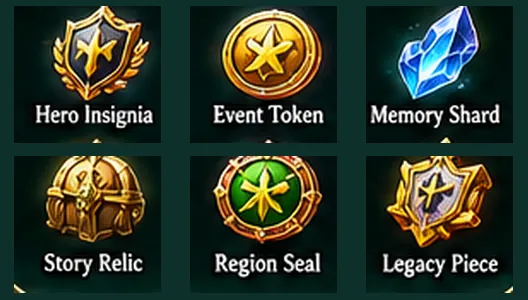 Hero Insignia
Event Token
Memory Shard
Story Relic
Region Seal
Legacy Piece